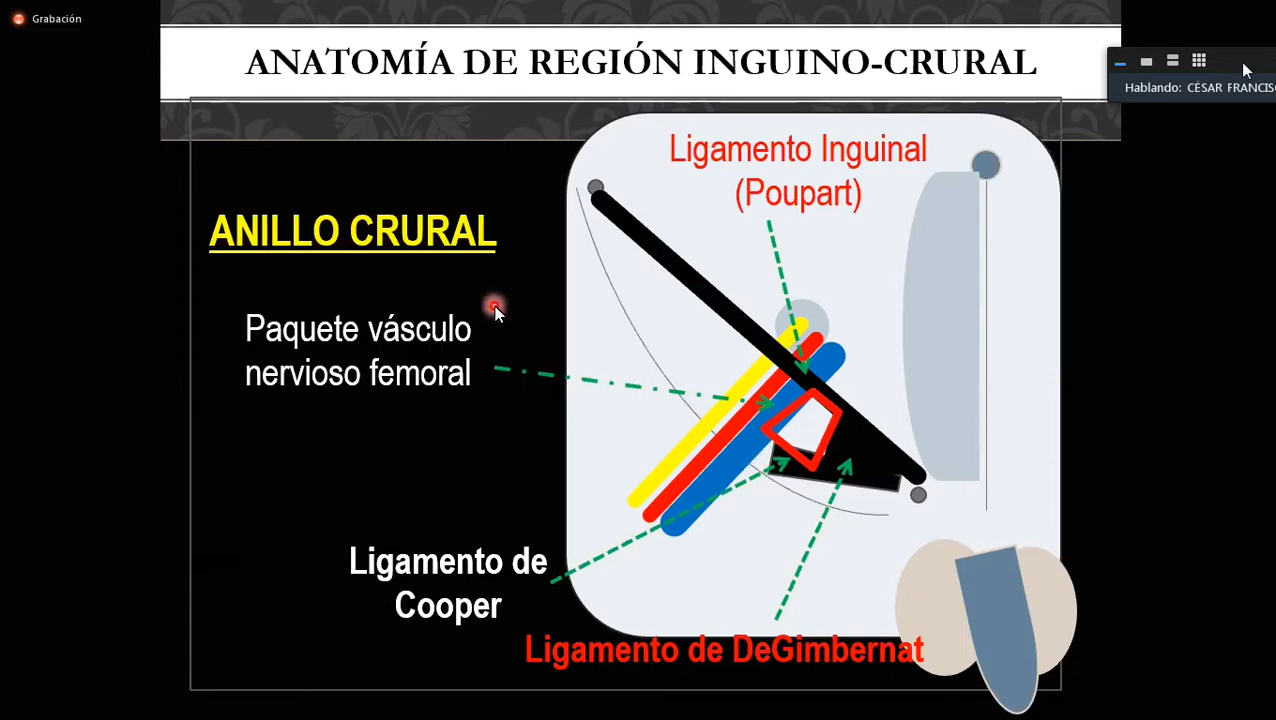 Grabación
ANATOMÍA DE REGIÓN INGUINO-CRURAL
Hablando: CÉSAR FRANCISC
Ligamento Inguinal
(Poupart)
ANILLO CRURAL
Paquete vásculo
nervioso femoral
Ligamento de
Cooper
Ligamento de DeGimbernat